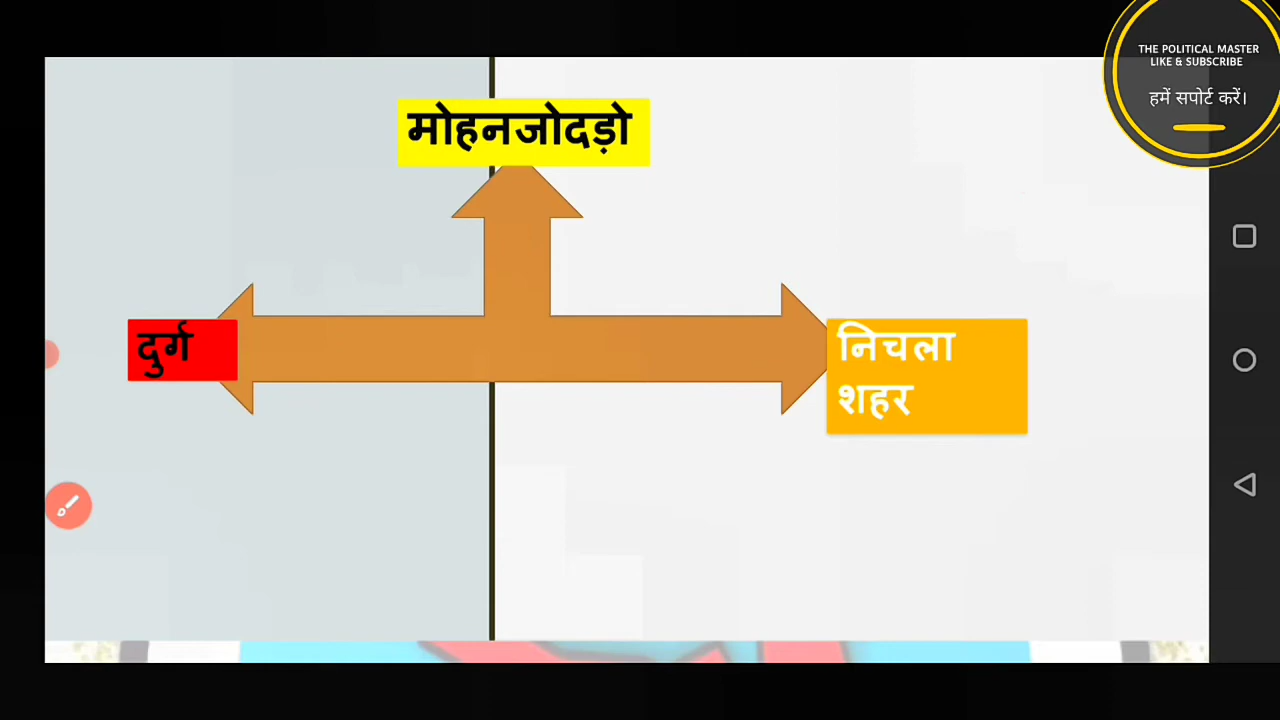 THE POLITICAL MASTER
LIKE & SUBSCRIBE
हमें सपोर्ट करें।
मोहनजोदड़ो
दुर्ग
निचला
शहर